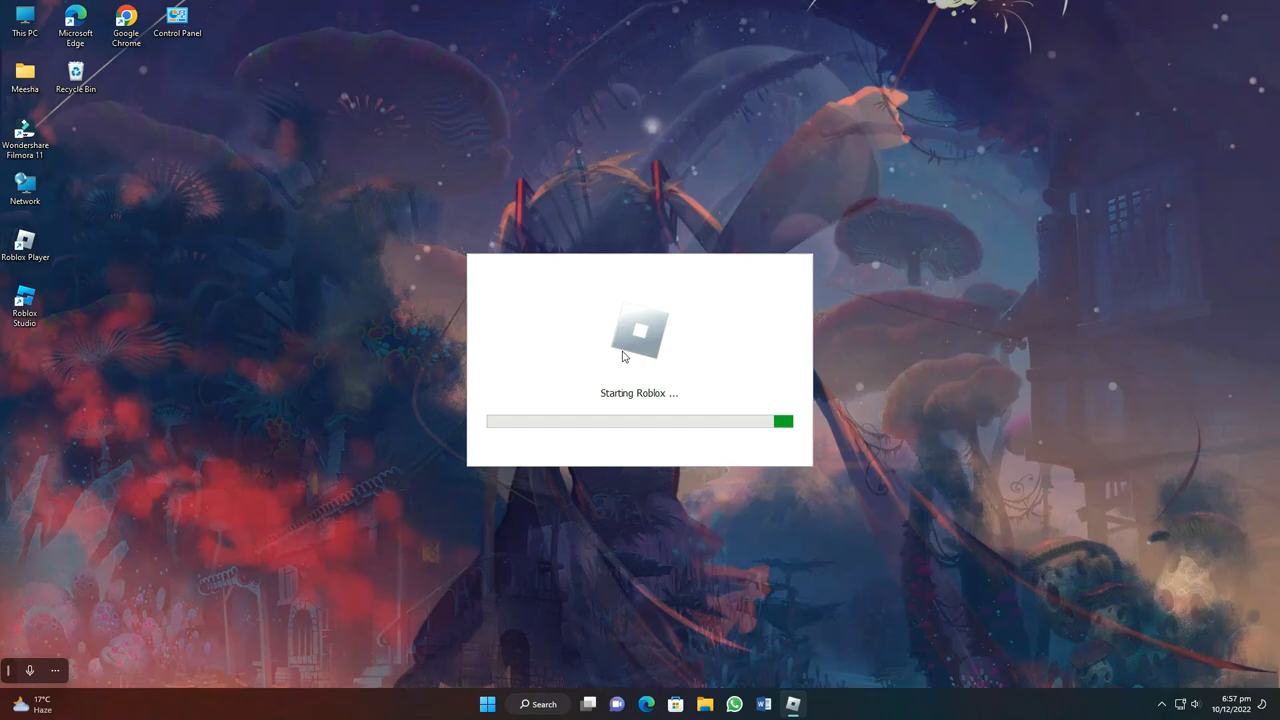 This PC
Microsoft
Edge
Google
Chrome
Control Panel
Meesha
Recycle Bin
Wondershare
Filmora 11
Network
Roblox Player
Roblox
Studio
Starting Roblox ...
17°C
Haze
Search
6:57 pm
10/12/2022